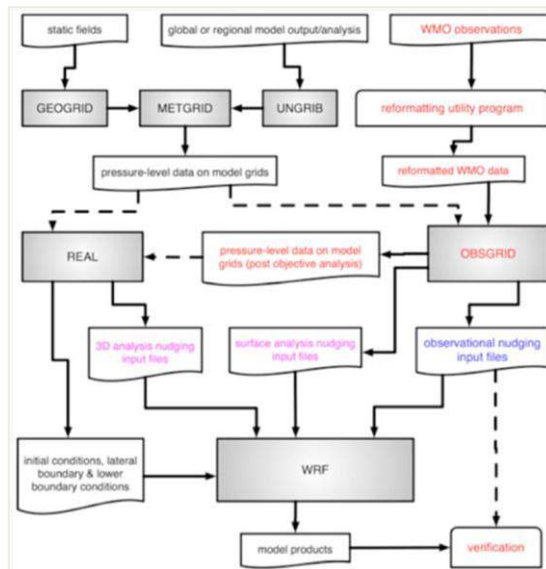 static fields
global or regional model output/analysis
WMO observations
GEOGRID
METGRID
UNGRIB
reformatting utility program
pressure-level data on model grids
reformatted WMO data
REAL
pressure-level data on model
grids (post objective analysis)
OBSGRID
3D analysis nudging
input files
surface analysis nudging
input files
observational nudging
input files
initial conditions, lateral
boundary & lower
boundary conditions
WRF
model products
verification